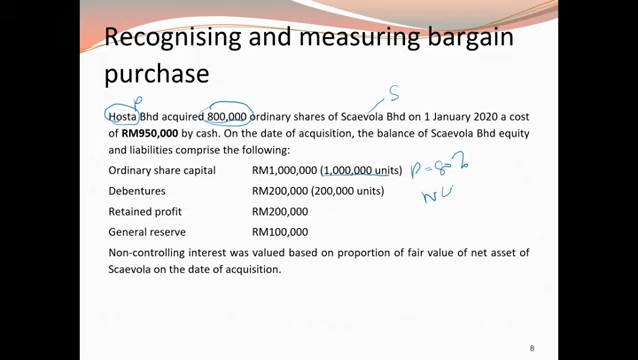 Recognising and measuring bargain
purchase
S
P
Hosta Bhd acquired 800,000 ordinary shares of Scaevola Bhd on 1 January 2020 a cost
of RM950,000 by cash. On the date of acquisition, the balance of Scaevola Bhd equity
and liabilities comprise the following:
Ordinary share capital RM1,000,000 (1,000,000 units) P = 80%
Debentures RM200,000 (200,000 units)
Retained profit RM200,000
General reserve RM100,000
Non-controlling interest was valued based on proportion of fair value of net asset of
Scaevola on the date of acquisition.
8